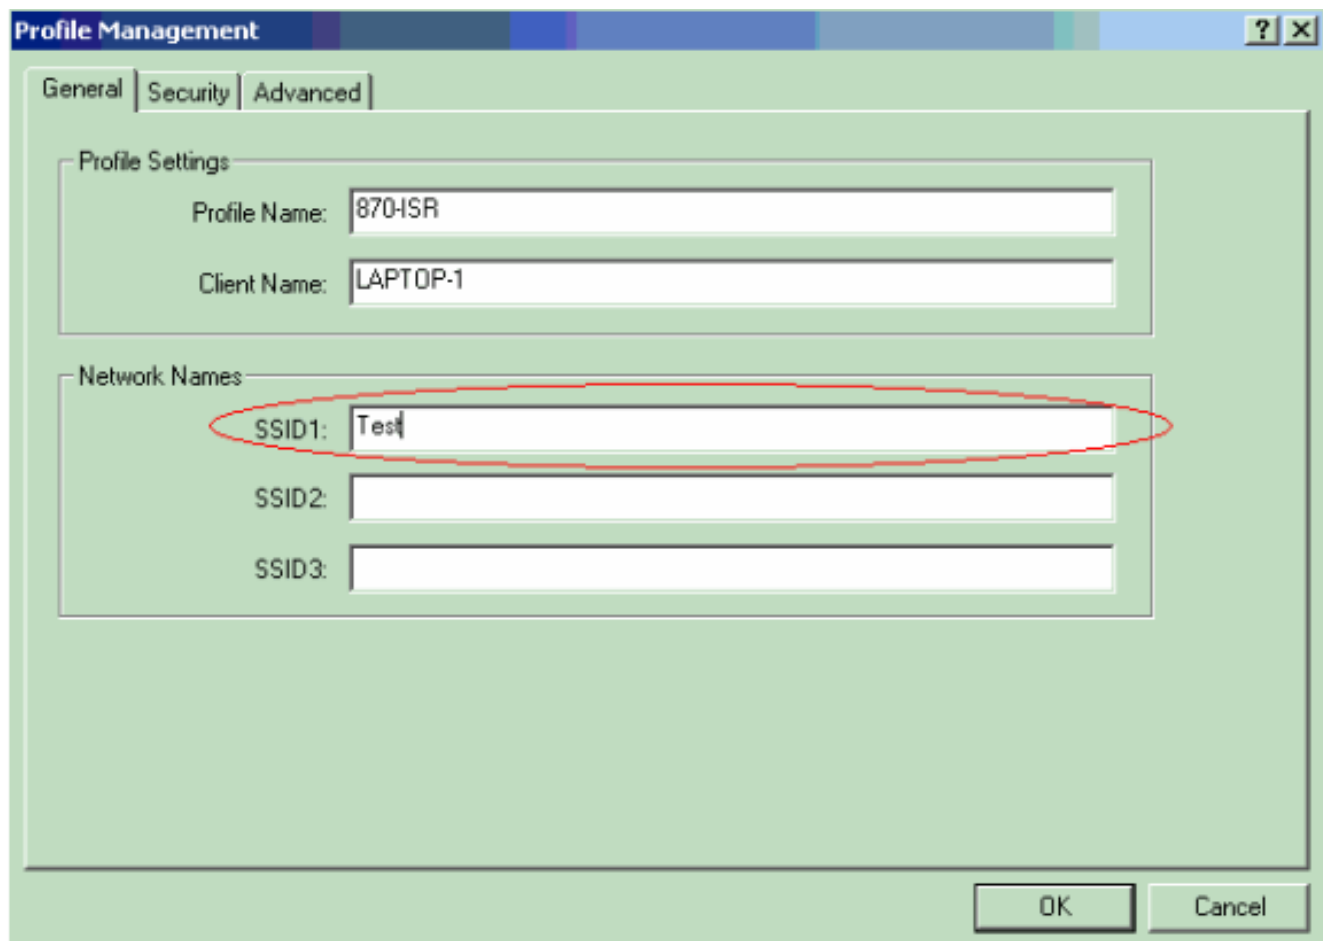 Profile Management
General Security Advanced
Profile Settings
Profile Name: 870-ISR
Client Name: LAPTOP-1
Network Names
SSID1: Test
SSID2:
SSID3:
OK Cancel